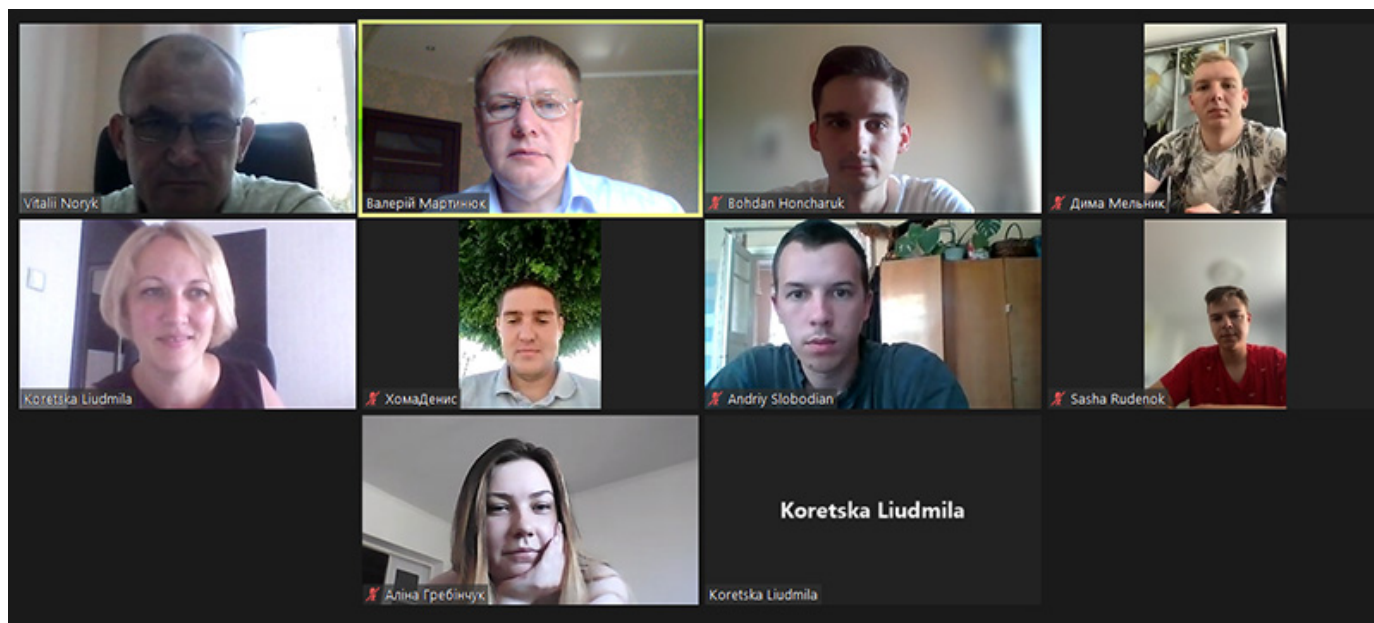 Vitalii Noryk
Валерій Мартинюк
Bohdan Honcharuk
Дима Мельник
Koretska Liudmila
ХомаДенис
Andriy Slobodian
Sasha Rudenok
Аліна Гребінчук
Koretska Liudmila
Koretska Liudmila